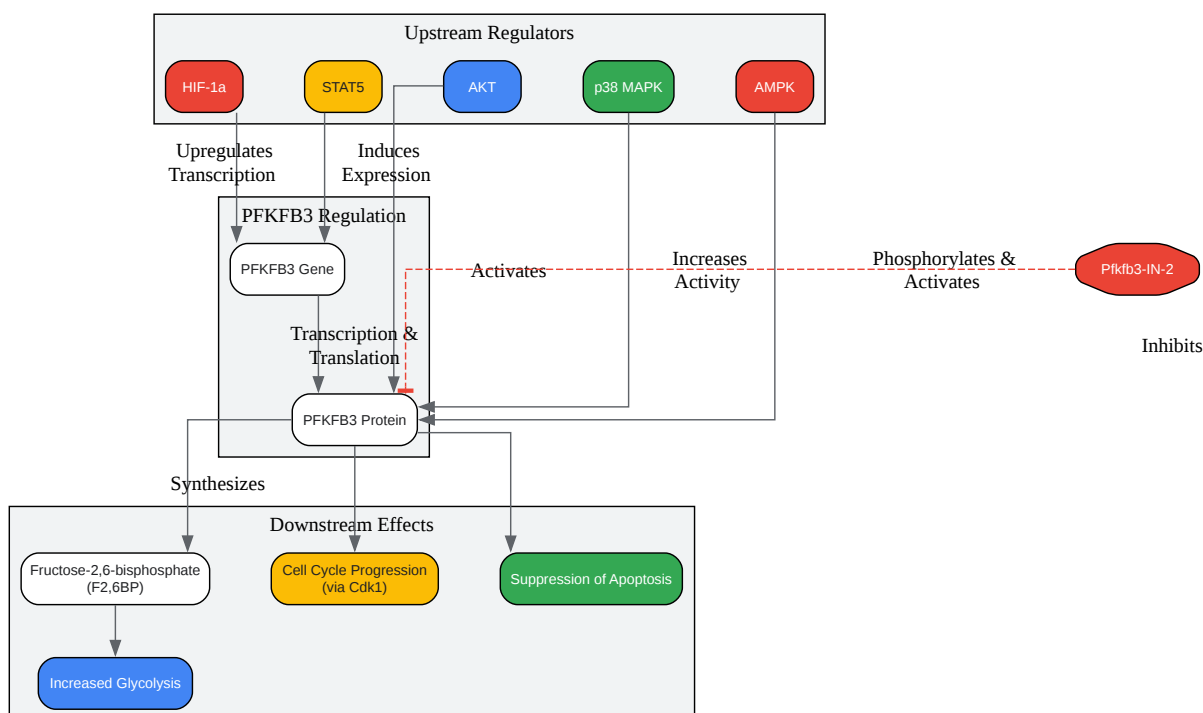 Upstream Regulators
HIF-1a
STAT5
AKT
p38 MAPK
AMPK
Upregulates
Transcription
Induces
Expression
PFKFB3 Regulation
PFKFB3 Gene
Activates
Increases
Activity
Phosphorylates &
Activates
Pfkfb3-IN-2
Inhibits
Transcription &
Translation
PFKFB3 Protein
Synthesizes
Downstream Effects
Fructose-2,6-bisphosphate
(F2,6BP)
Cell Cycle Progression
(via Cdk1)
Suppression of Apoptosis
Increased Glycolysis